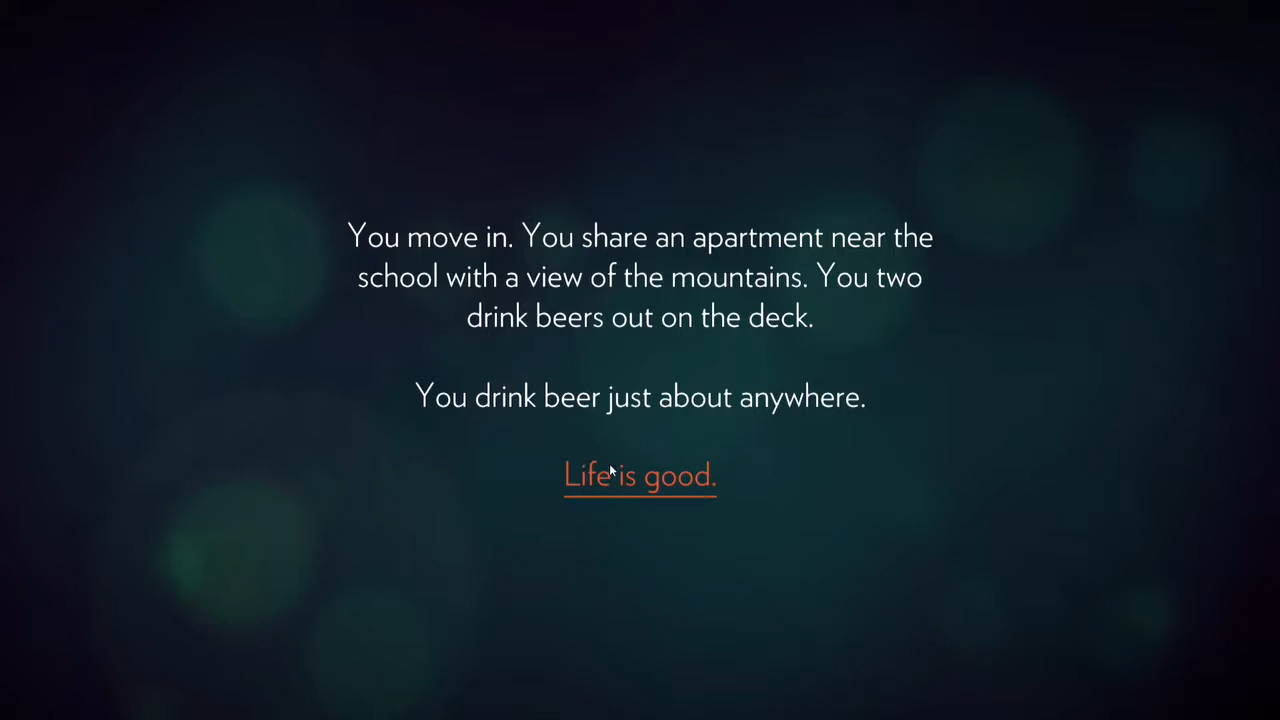 You move in. You share an apartment near the
school with a view of the mountains. You two
drink beers out on the deck.
You drink beer just about anywhere.
Life is good.